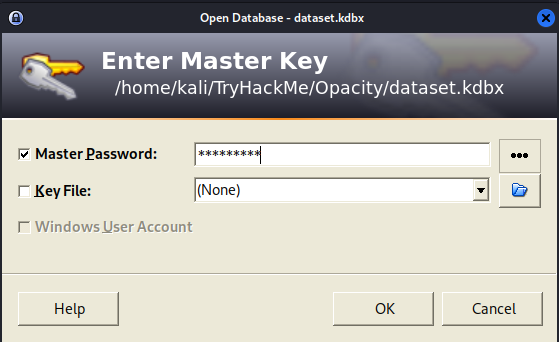 Open Database - dataset.kdbx
Enter Master Key
/home/kali/TryHackMe/Opacity/dataset.kdbx
Master Password:
*********
Key File:
(None)
Windows User Account
Help
OK
Cancel